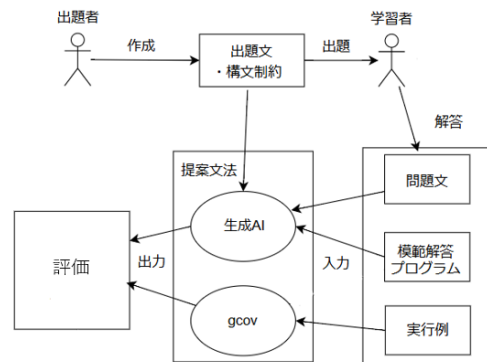 出題者
学習者
作成
出題文
・構文制約
出題
解答
提案文法
問題文
生成AI
評価
出力
入力
模範解答
プログラム
gcov
実行例